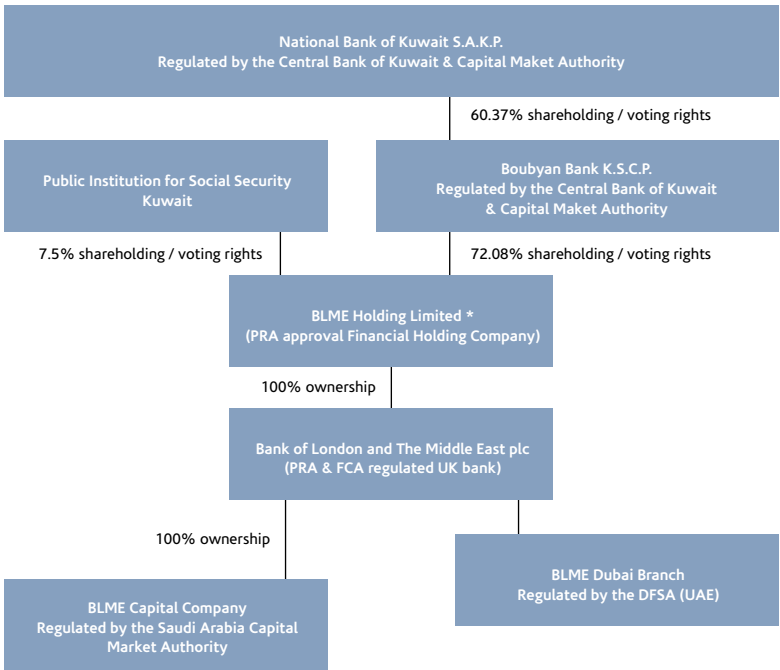 National Bank of Kuwait S.A.K.P.
Regulated by the Central Bank of Kuwait & Capital Maket Authority
60.37% shareholding / voting rights
Public Institution for Social Security
Kuwait
Boubyan Bank K.S.C.P.
Regulated by the Central Bank of Kuwait
& Capital Maket Authority
7.5% shareholding / voting rights
72.08% shareholding / voting rights
BLME Holding Limited *
(PRA approval Financial Holding Company)
100% ownership
Bank of London and The Middle East plc
(PRA & FCA regulated UK bank)
100% ownership
BLME Dubai Branch
Regulated by the DFSA (UAE)
BLME Capital Company
Regulated by the Saudi Arabia Capital
Market Authority